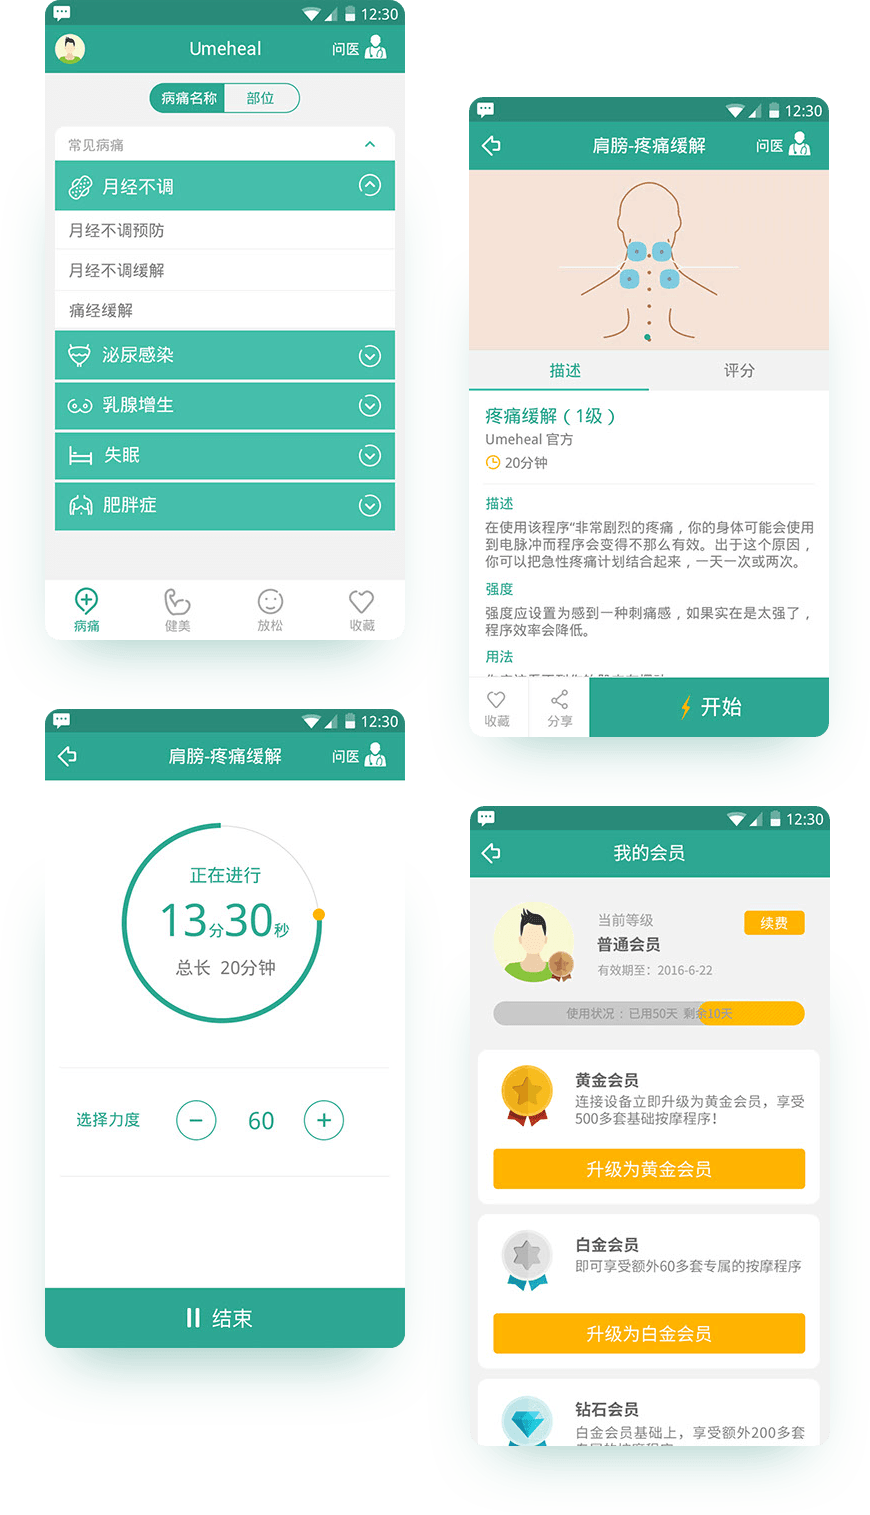 12:30
Umeheal
问医
病痛名称 部位
常见病痛
月经不调
月经不调预防
月经不调缓解
痛经缓解
泌尿感染
乳腺增生
失眠
肥胖症
病痛 健美 放松 收藏
12:30
肩膀-疼痛缓解
问医
描述 评分
疼痛缓解（1级）
Umeheal 官方
20分钟
描述
在使用该程序“非常剧烈的疼痛，你的身体可能会使用
到电脉冲而程序会变得不那么有效。出于这个原因，
你可以把急性疼痛计划结合起来，一天一次或两次。
强度
强度应设置为感到一种刺痛感，如果实在是太强了，
程序效率会降低。
用法
收藏 分享 开始
12:30
肩膀-疼痛缓解
问医
正在进行
13分30秒
总长 20分钟
选择力度 60
结束
12:30
我的会员
当前等级
续费
普通会员
有效期至：2016-6-22
使用状况：已用50天 剩余10天
黄金会员
连接设备立即升级为黄金会员，享受
500多套基础按摩程序！
升级为黄金会员
白金会员
即可享受额外60多套专属的按摩程序
升级为白金会员
钻石会员
白金会员基础上，享受额外200多套